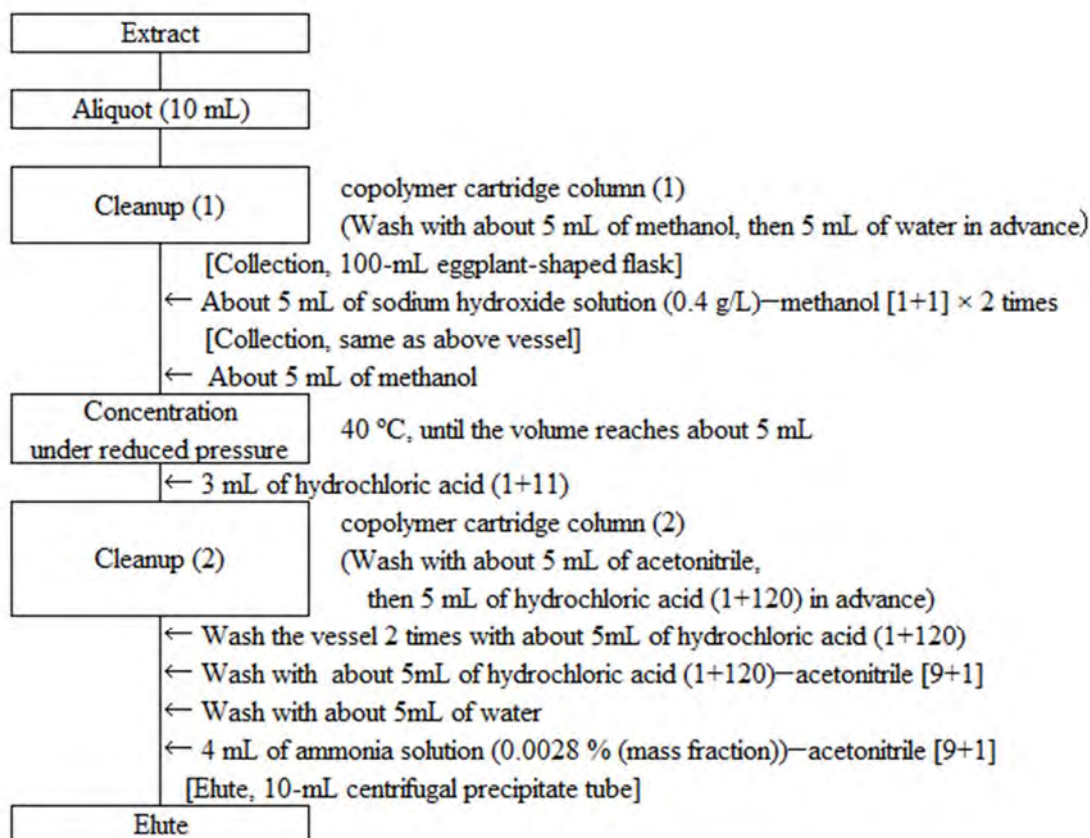 Extract
Aliquot (10 mL)
Cleanup (1)
copolymer cartridge column (1)
(Wash with about 5 mL of methanol, then 5 mL of water in advance)
[Collection, 100-mL eggplant-shaped flask]
← About 5 mL of sodium hydroxide solution (0.4 g/L)−methanol [1+1] × 2 times
[Collection, same as above vessel]
← About 5 mL of methanol
Concentration
under reduced pressure
40 °C, until the volume reaches about 5 mL
← 3 mL of hydrochloric acid (1+11)
Cleanup (2)
copolymer cartridge column (2)
(Wash with about 5 mL of acetonitrile,
then 5 mL of hydrochloric acid (1+120) in advance)
← Wash the vessel 2 times with about 5mL of hydrochloric acid (1+120)
← Wash with about 5mL of hydrochloric acid (1+120)−acetonitrile [9+1]
← Wash with about 5mL of water
← 4 mL of ammonia solution (0.0028 % (mass fraction))−acetonitrile [9+1]
[Elute, 10-mL centrifugal precipitate tube]
Elute